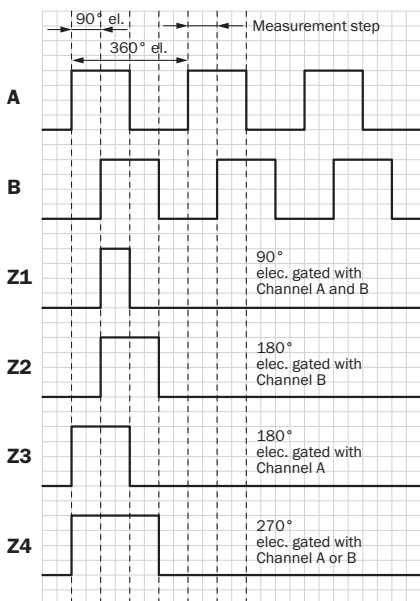 90° el.
Measurement step
360° el.
A
B
Z1
90°
elec. gated with
Channel A and B
Z2
180°
elec. gated with
Channel B
Z3
180°
elec. gated with
Channel A
Z4
270°
elec. gated with
Channel A or B